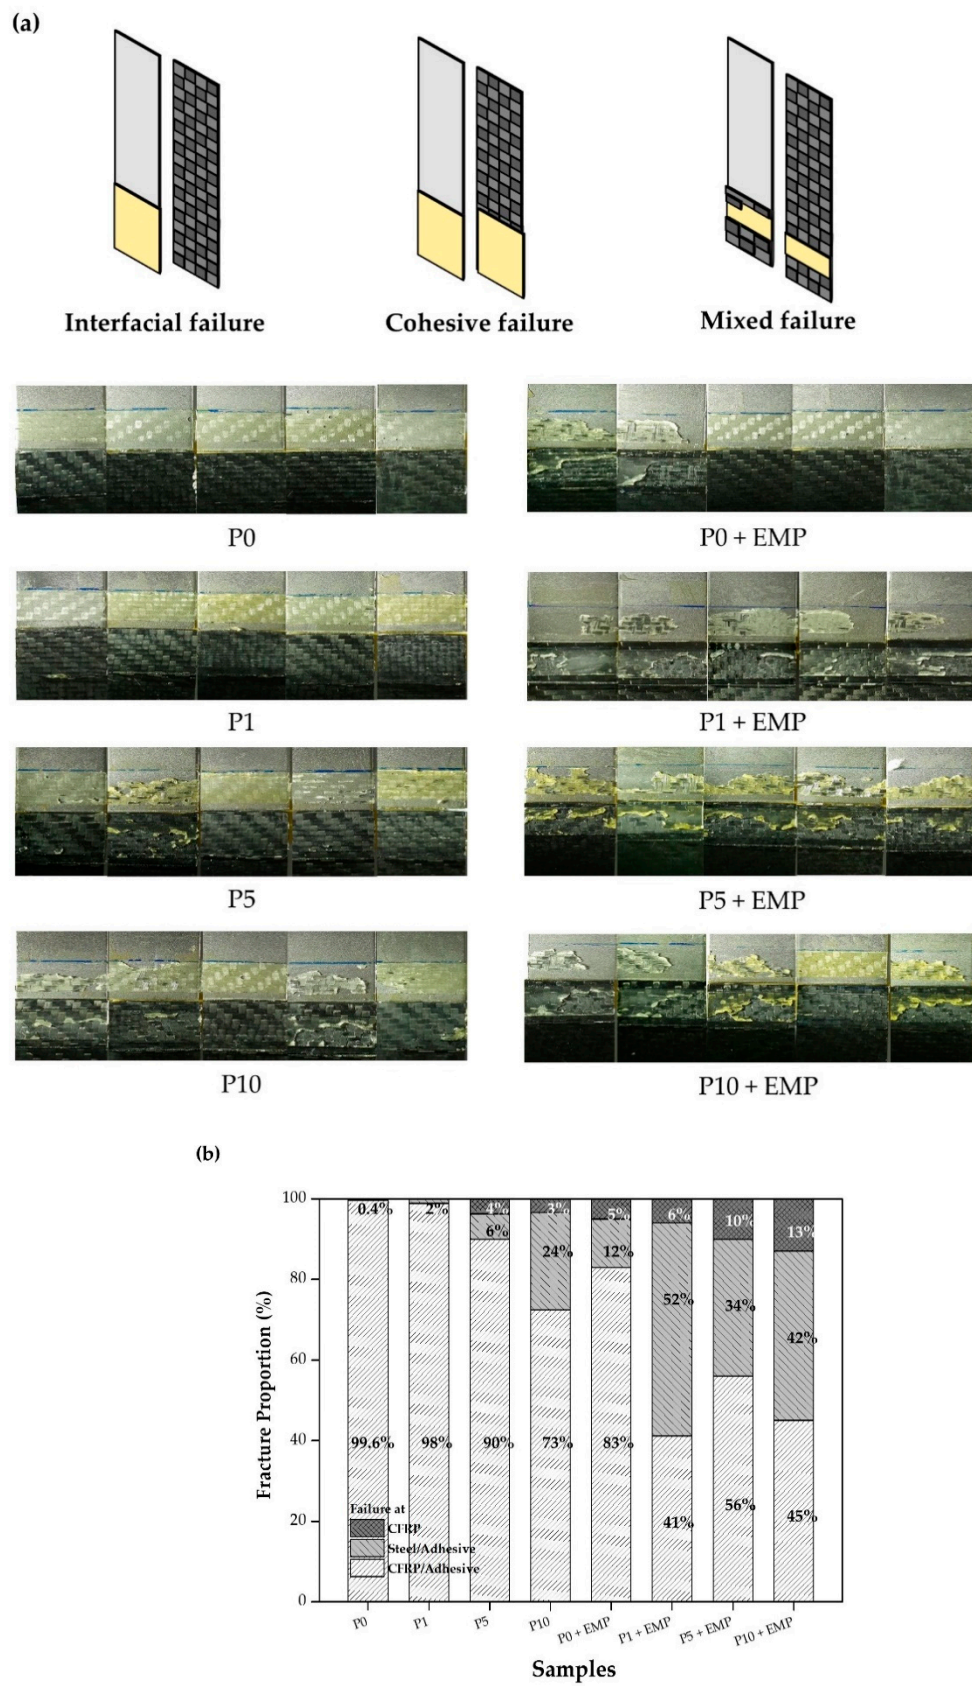 (a)
Interfacial failure
Cohesive failure
Mixed failure
P0
P0 + EMP
P1
P1 + EMP
P5
P5 + EMP
P10
P10 + EMP
(b)
Fracture Proportion (%)
100
80
60
40
20
0
0.4%
2%
4%
3%
5%
6%
10%
13%
6%
24%
12%
52%
34%
42%
99.6%
98%
90%
73%
83%
41%
56%
45%
Failure at
CFRP
Steel/Adhesive
CFRP/Adhesive
P0
P1
P5
P10
P0 + EMP
P1 + EMP
P5 + EMP
P10 + EMP
Samples